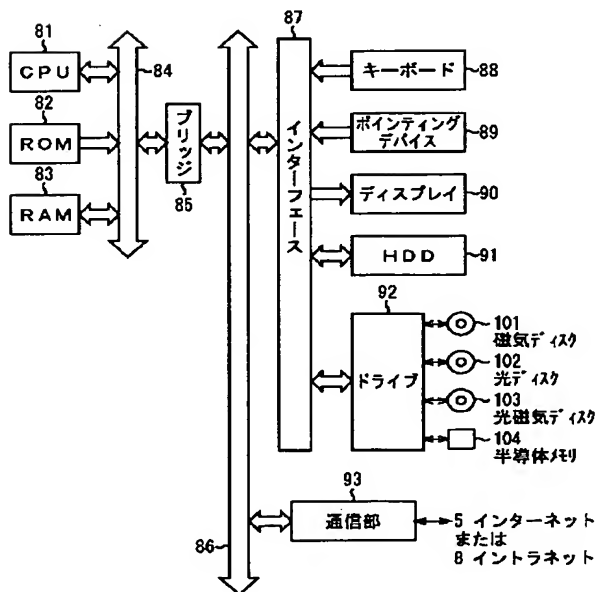 81
CPU
82
ROM
83
RAM
84
ブリッジ
85
86
87
インターフェース
キーボード
88
ポインティング
デバイス
89
ディスプレイ
90
HDD
91
92
ドライブ
101
磁気ディスク
102
光ディスク
103
光磁気ディスク
104
半導体メモリ
93
通信部
5 インターネット
または
8 イントラネット